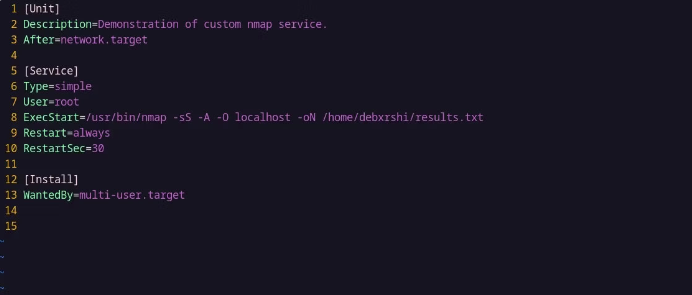 1 [Unit]
2 Description=Demonstration of custom nmap service.
3 After=network.target
4
5 [Service]
6 Type=simple
7 User=root
8 ExecStart=/usr/bin/nmap -sS -A -O localhost -oN /home/debxrshi/results.txt
9 Restart=always
10 RestartSec=30
11
12 [Install]
13 WantedBy=multi-user.target
14
15
~
~
~
~